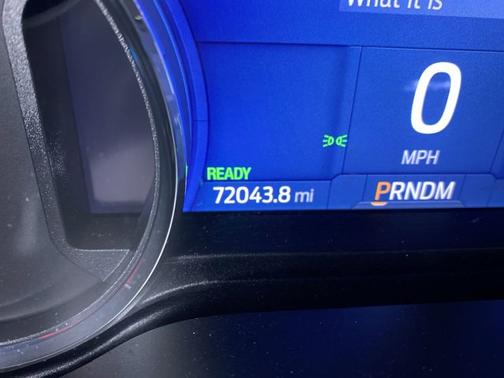 What it is
0
MPH
READY
72043.8 mi
PRNDM